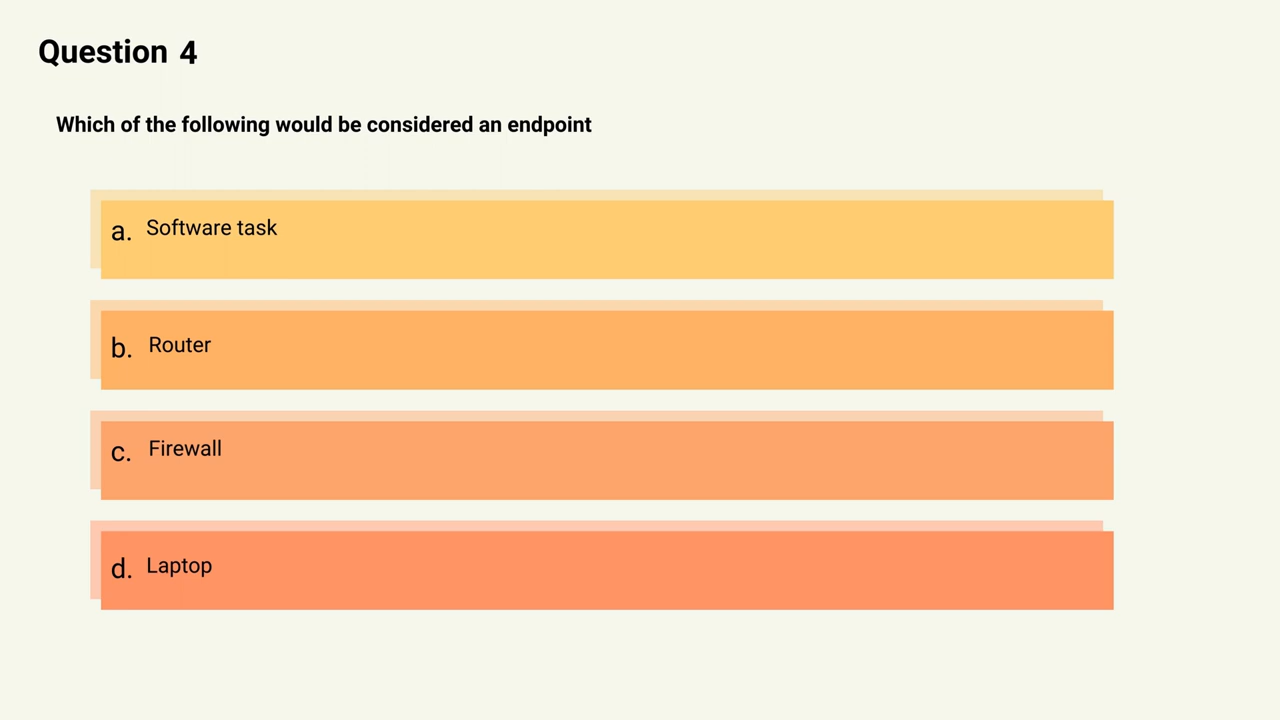 Question 4
Which of the following would be considered an endpoint
a. Software task
b. Router
c. Firewall
d. Laptop